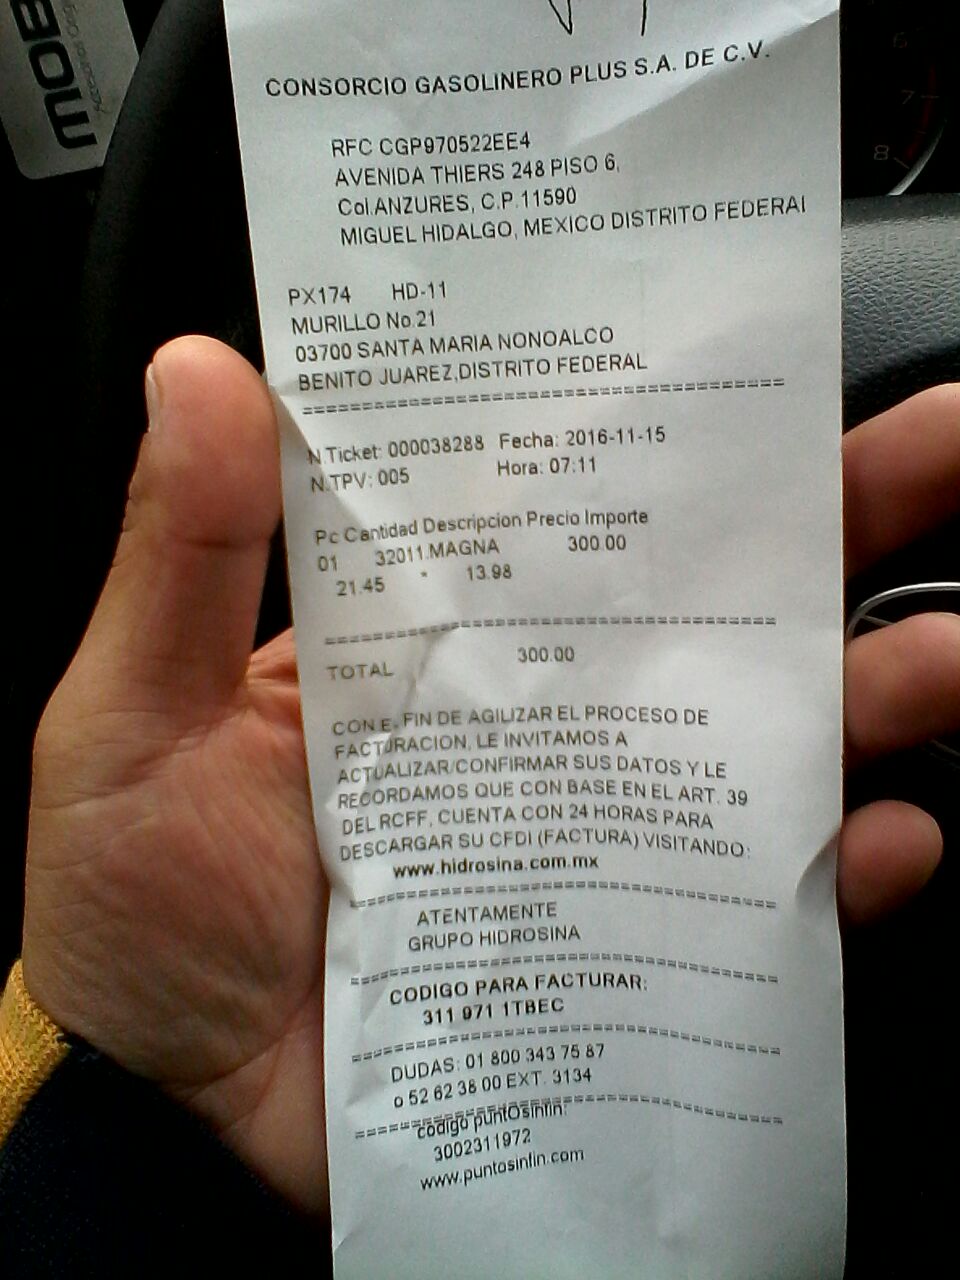 MOB
CONSORCIO GASOLINERO PLUS S.A. DE C.V.
RFC CGP970522EE4
AVENIDA THIERS 248 PISO 6,
Col.ANZURES, C.P.11590
MIGUEL HIDALGO, MEXICO DISTRITO FEDERAl
PX174 HD-11
MURILLO No.21
03700 SANTA MARIA NONOALCO
BENITO JUAREZ,DISTRITO FEDERAL
========================================
N.Ticket: 000038288 Fecha: 2016-11-15
N.TPV: 005 Hora: 07:11
Pc Cantidad Descripcion Precio Importe
01 32011.MAGNA 300.00
21.45 * 13.98
========================================
TOTAL 300.00
CON EL FIN DE AGILIZAR EL PROCESO DE
FACTURACION, LE INVITAMOS A
ACTUALIZAR/CONFIRMAR SUS DATOS Y LE
RECORDAMOS QUE CON BASE EN EL ART. 39
DEL RCFF, CUENTA CON 24 HORAS PARA
DESCARGAR SU CFDI (FACTURA) VISITANDO:
www.hidrosina.com.mx
========================================
ATENTAMENTE
GRUPO HIDROSINA
========================================
CODIGO PARA FACTURAR:
311 971 1TBEC
========================================
DUDAS: 01 800 343 75 87
o 52 62 38 00 EXT. 3134
========================================
codigo puntOsinfin:
3002311972
www.puntosinfin.com
6
7
8